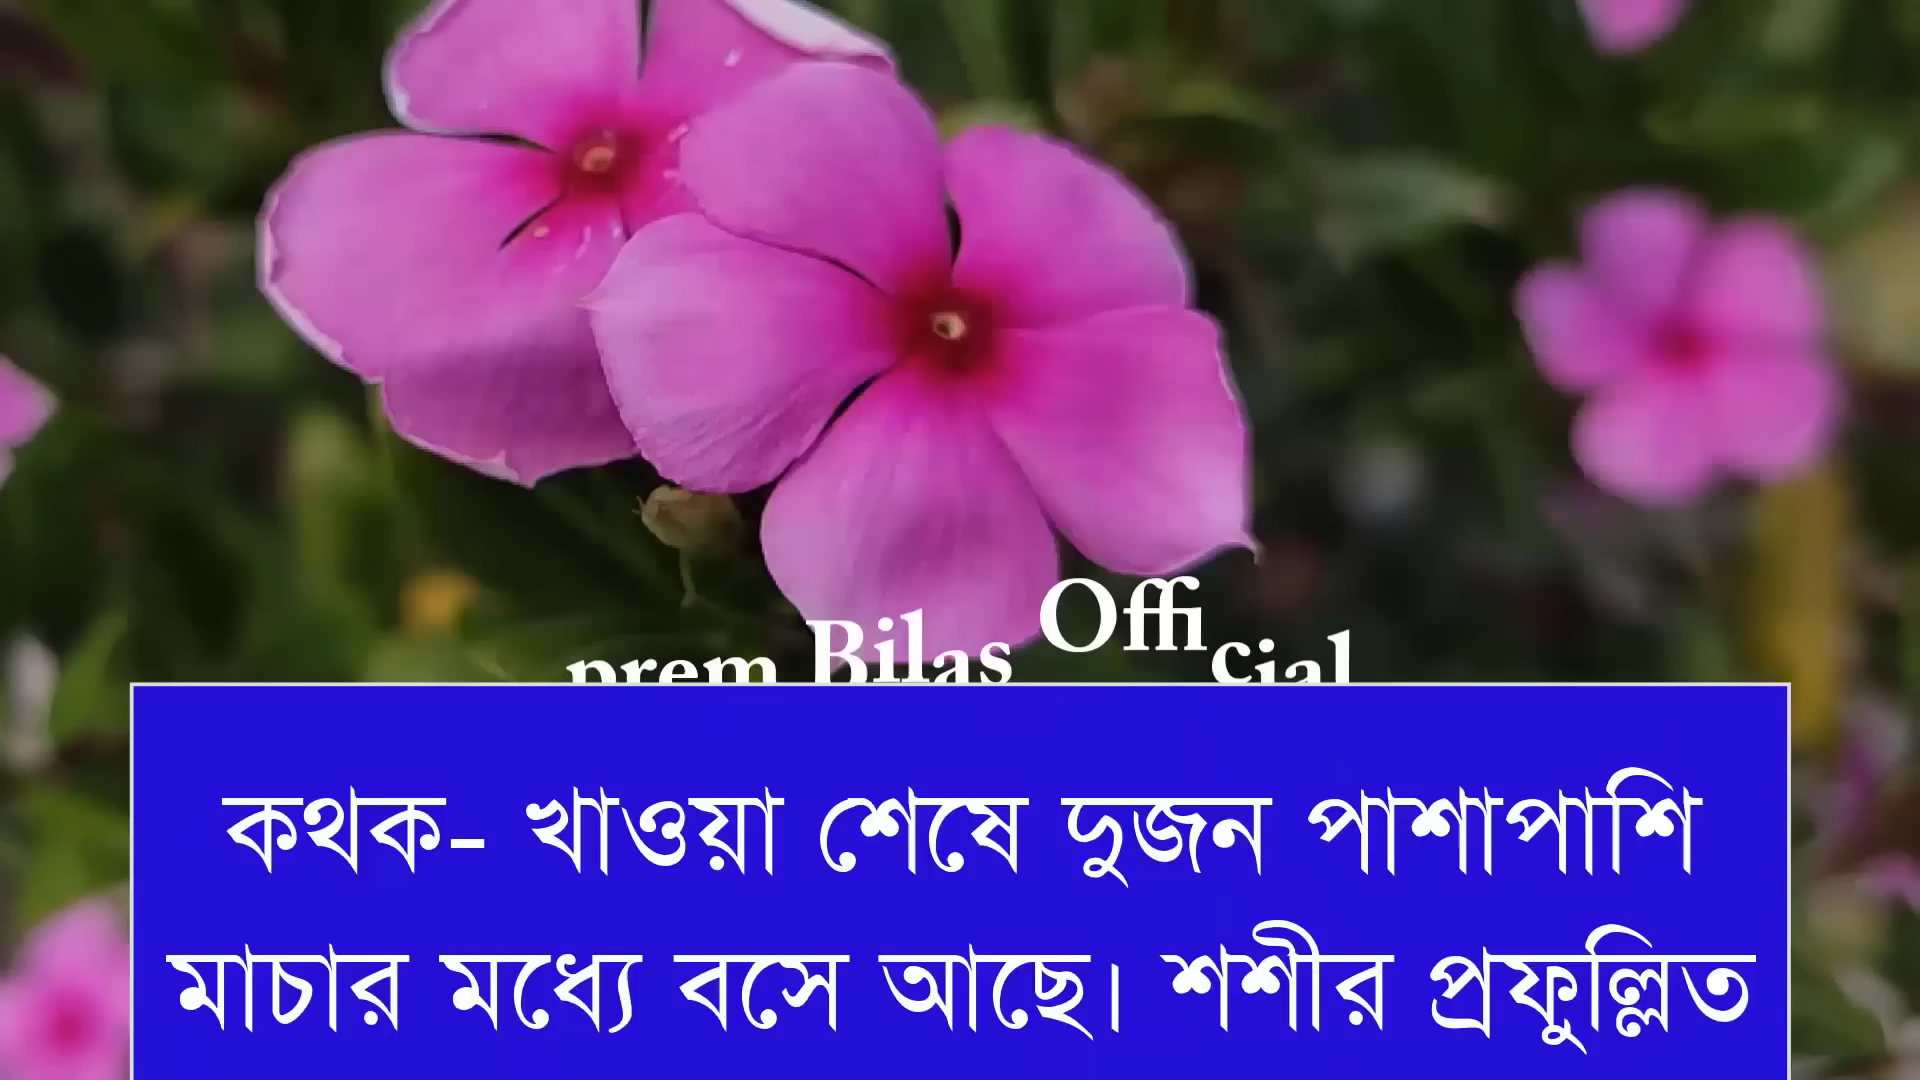 prem Bilas Official
কথক- খাওয়া শেষে দুজন পাশাপাশি
মাচার মধ্যে বসে আছে। শশীর প্রফুল্লিত